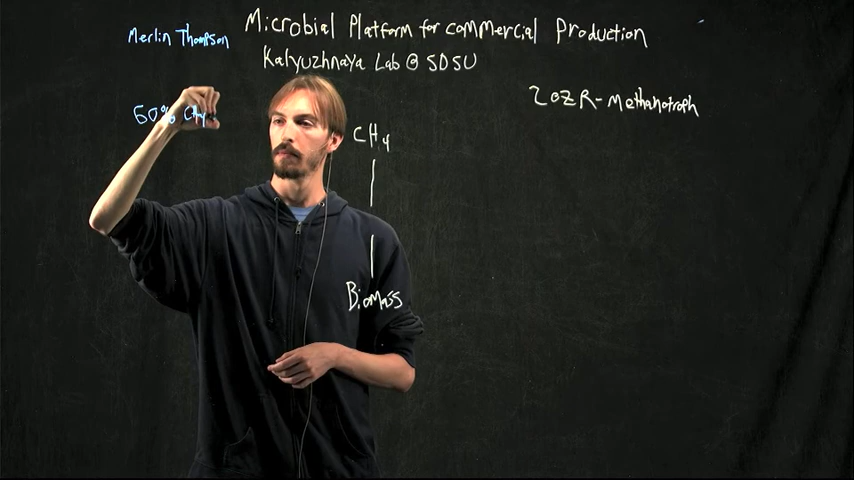 Merlin Thompson
Microbial Platform for commercial Production
Kalyuzhnaya Lab @ SDSU
20ZR-Methanotroph
60% CH4
CH4
Biomass